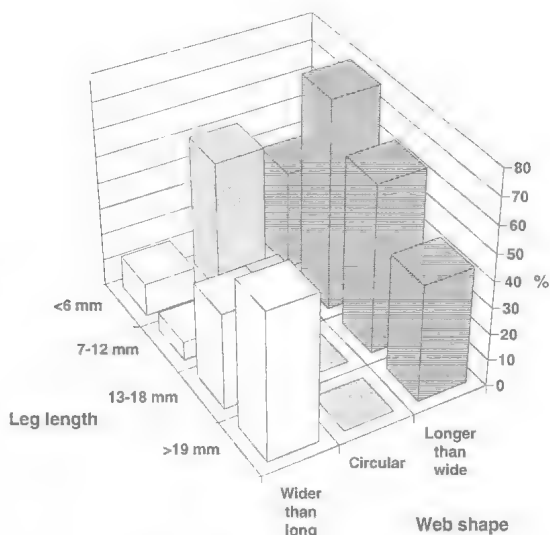 80
70
60
50
40 %
30
20
10
0
<6 mm
7-12 mm
13-18 mm
>19 mm
Leg length
Wider
than
long
Circular
Longer
than
wide
Web shape